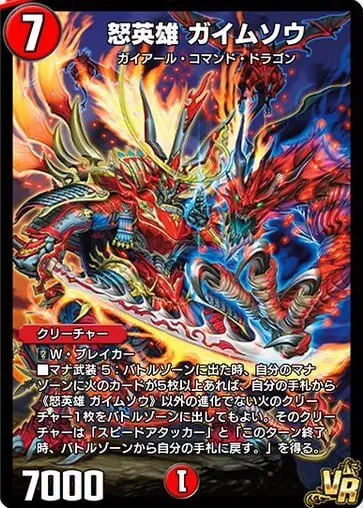 7
怒英雄 ガイムソウ
ガイアール・コマンド・ドラゴン
クリーチャー
W・ブレイカー
■マナ武装 5：バトルゾーンに出た時、自分のマナ
ゾーンに火のカードが5枚以上あれば、自分の手札から
《怒英雄 ガイムソウ》以外の進化でない火のクリー
チャー1枚をバトルゾーンに出してもよい。そのクリー
チャーは「スピードアタッカー」と「このターン終了
時、バトルゾーンから自分の手札に戻す。」を得る。
7000
I
VR